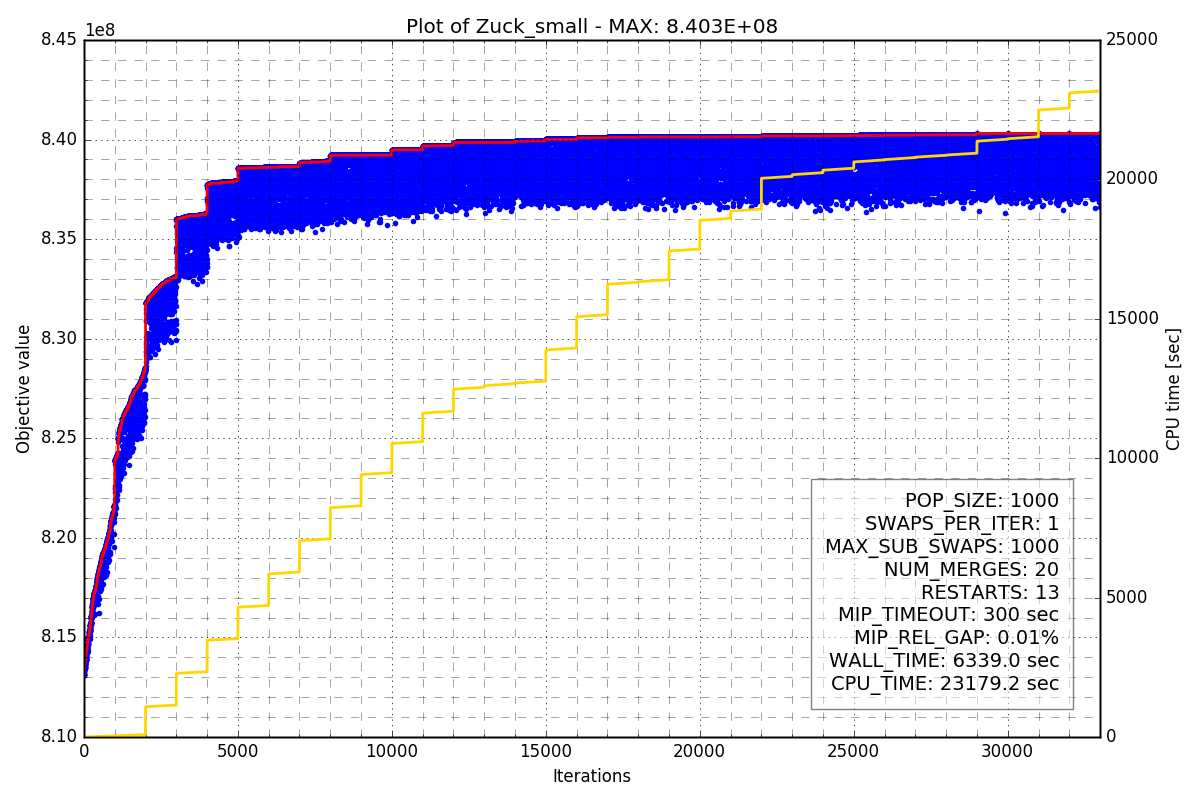 Plot of Zuck_small - MAX: 8.403E+08
1e8
8.45
8.40
8.35
8.30
8.25
8.20
8.15
8.10
Objective value
0
5000
10000
15000
20000
25000
30000
Iterations
25000
20000
15000
10000
5000
0
CPU time [sec]
POP_SIZE: 1000
SWAPS_PER_ITER: 1
MAX_SUB_SWAPS: 1000
NUM_MERGES: 20
RESTARTS: 13
MIP_TIMEOUT: 300 sec
MIP_REL_GAP: 0.01%
WALL_TIME: 6339.0 sec
CPU_TIME: 23179.2 sec